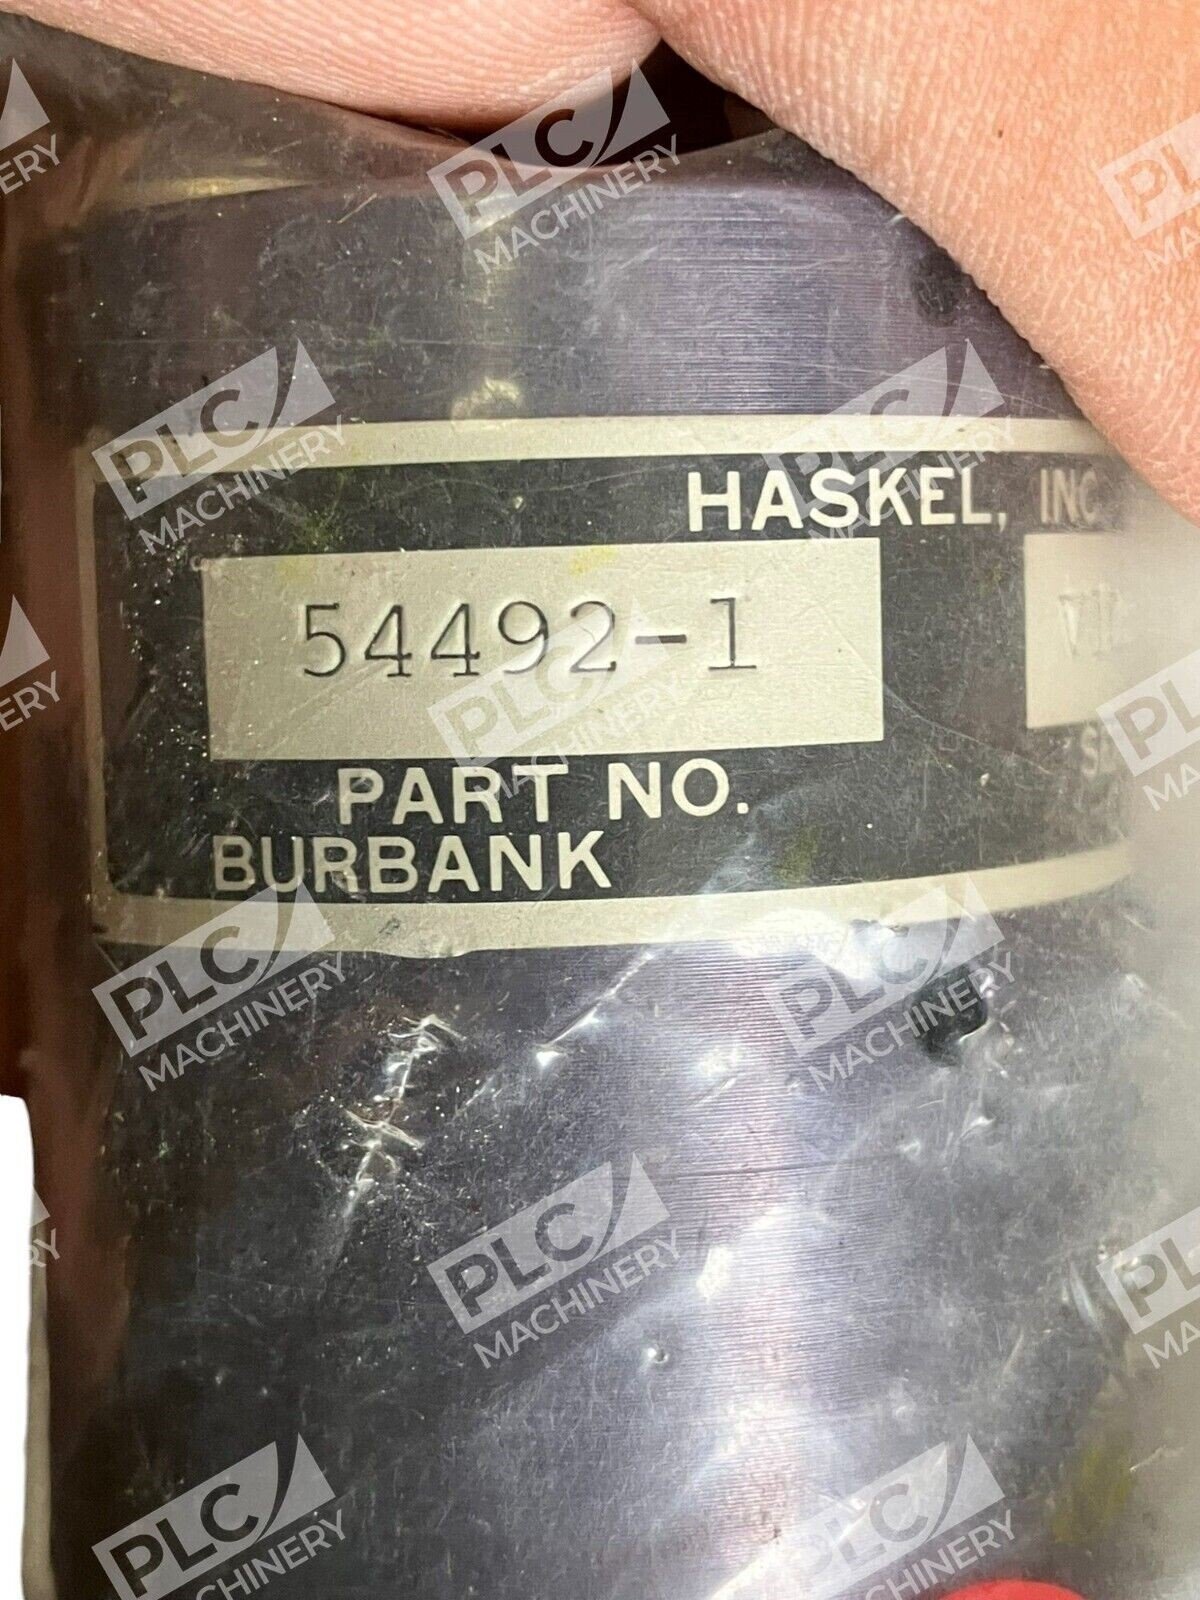 HASKEL, INC
54492-1
PART NO.
BURBANK
PLC
MACHINERY